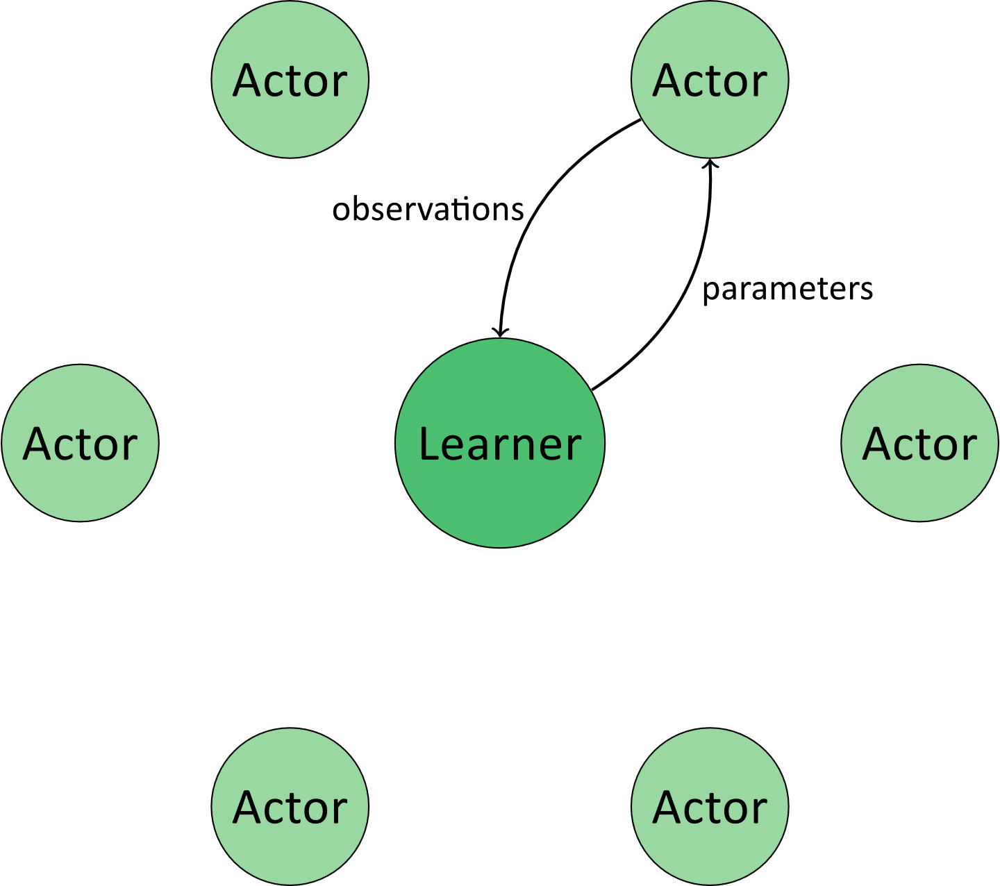 Actor
Actor
observations
parameters
Actor
Learner
Actor
Actor
Actor